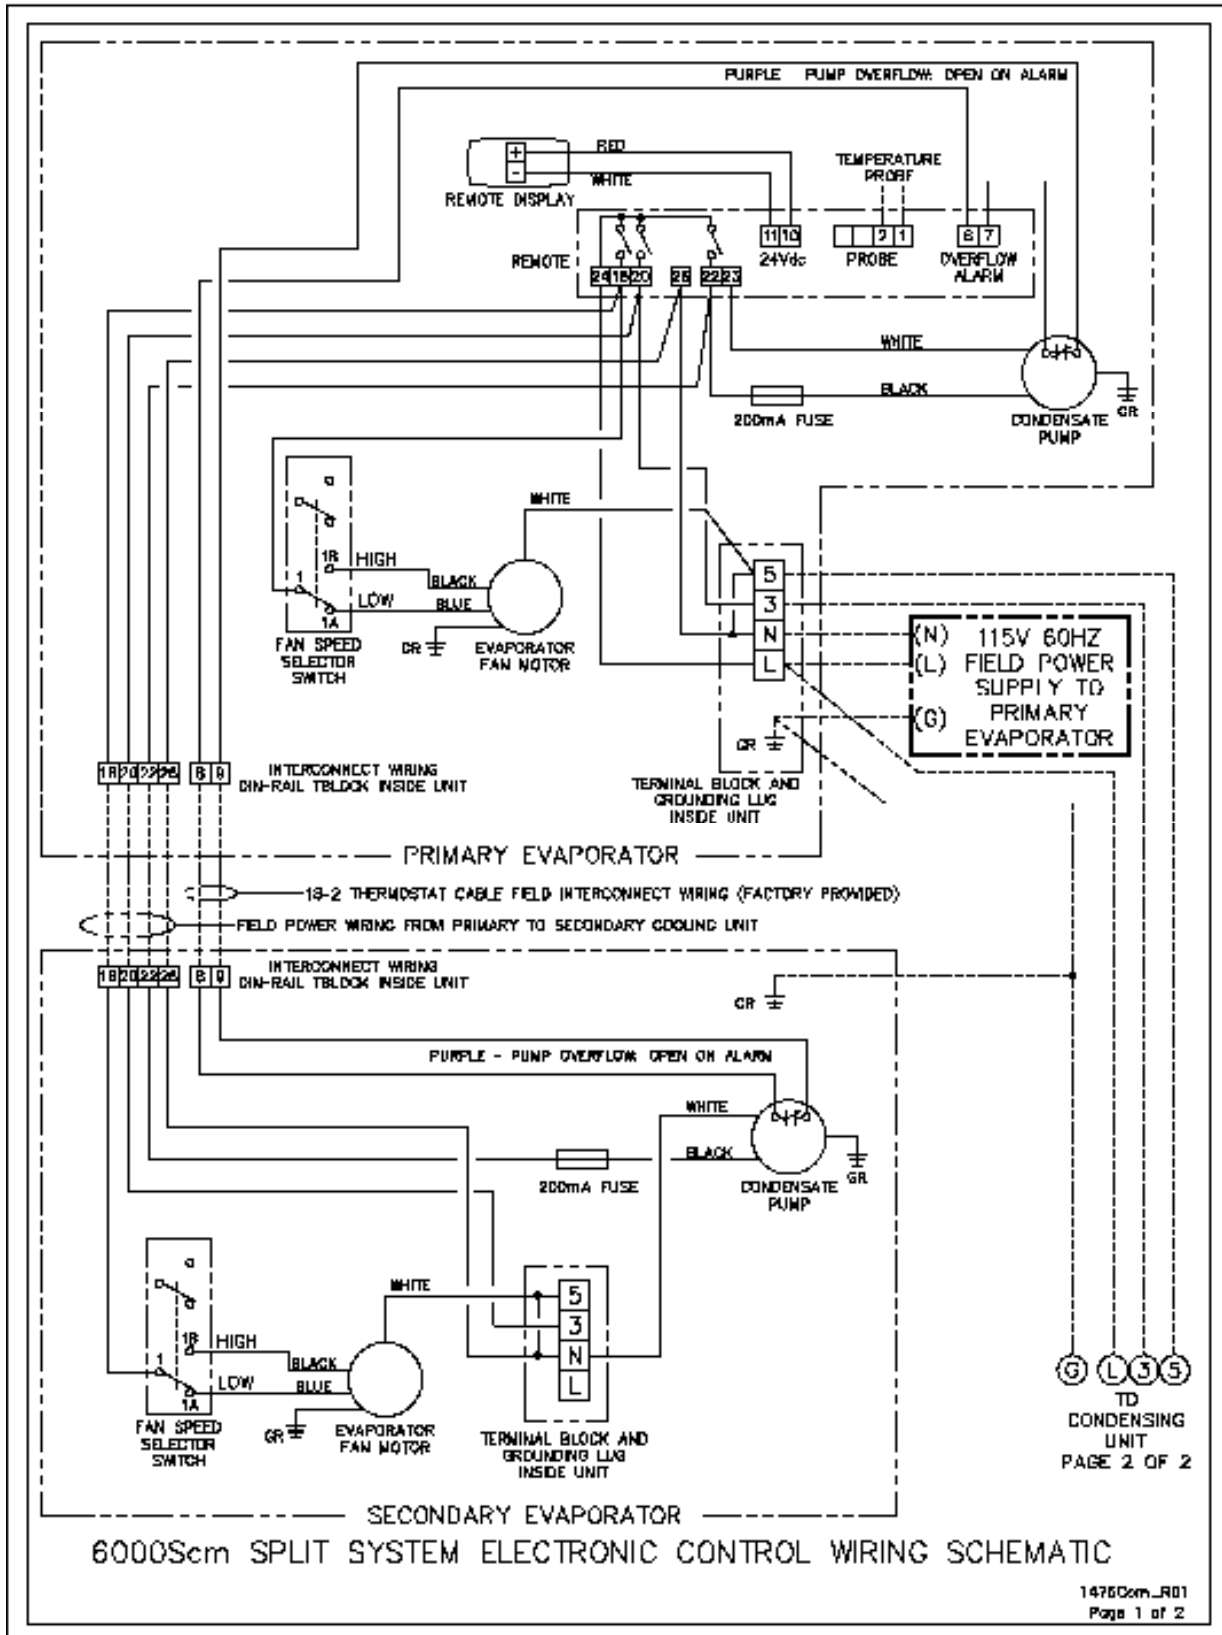 PURPLE PUMP OVERFLOW: OPEN ON ALARM
RED
WHITE
+
-
REMOTE DISPLAY
TEMPERATURE
PROBE
11 10
24Vdc
2 1
PROBE
6 7
OVERFLOW
ALARM
REMOTE
24 18 20 26 22 23
WHITE
BLACK
200mA FUSE
CONDENSATE
PUMP
GR
WHITE
1B HIGH
BLACK
1
LOW
BLUE
1A
FAN SPEED
SELECTOR
SWITCH
GR
EVAPORATOR
FAN MOTOR
5
3
N
L
GR
(N)
(L)
(G)
115V 60HZ
FIELD POWER
SUPPLY TO
PRIMARY
EVAPORATOR
TERMINAL BLOCK AND
GROUNDING LUG
INSIDE UNIT
18 20 22 26 8 9
INTERCONNECT WIRING
DIN-RAIL TBLOCK INSIDE UNIT
PRIMARY EVAPORATOR
18-2 THERMOSTAT CABLE FIELD INTERCONNECT WIRING (FACTORY PROVIDED)
FIELD POWER WIRING FROM PRIMARY TO SECONDARY COOLING UNIT
18 20 22 26 8 9
INTERCONNECT WIRING
DIN-RAIL TBLOCK INSIDE UNIT
GR
PURPLE - PUMP OVERFLOW: OPEN ON ALARM
WHITE
BLACK
200mA FUSE
CONDENSATE
PUMP
GR
WHITE
1B HIGH
BLACK
1
LOW
BLUE
1A
FAN SPEED
SELECTOR
SWITCH
GR
EVAPORATOR
FAN MOTOR
5
3
N
L
TERMINAL BLOCK AND
GROUNDING LUG
INSIDE UNIT
G L 3 5
TO
CONDENSING
UNIT
PAGE 2 OF 2
SECONDARY EVAPORATOR
6000Scm SPLIT SYSTEM ELECTRONIC CONTROL WIRING SCHEMATIC
1476Com_R01
Page 1 of 2